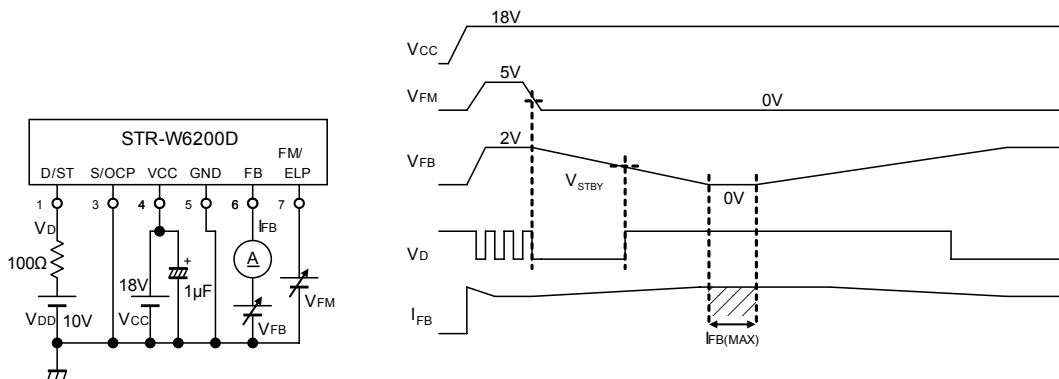 STR-W6200D
FM/
D/ST S/OCP VCC GND FB ELP
1 3 4 5 6 7
VD
IFB
100Ω
A
+
1µF
18V
VCC
VDD
10V
VFB
VFM
18V
VCC
5V
VFM
0V
2V
VFB
VSTBY
0V
VD
IFB
IFB(MAX)